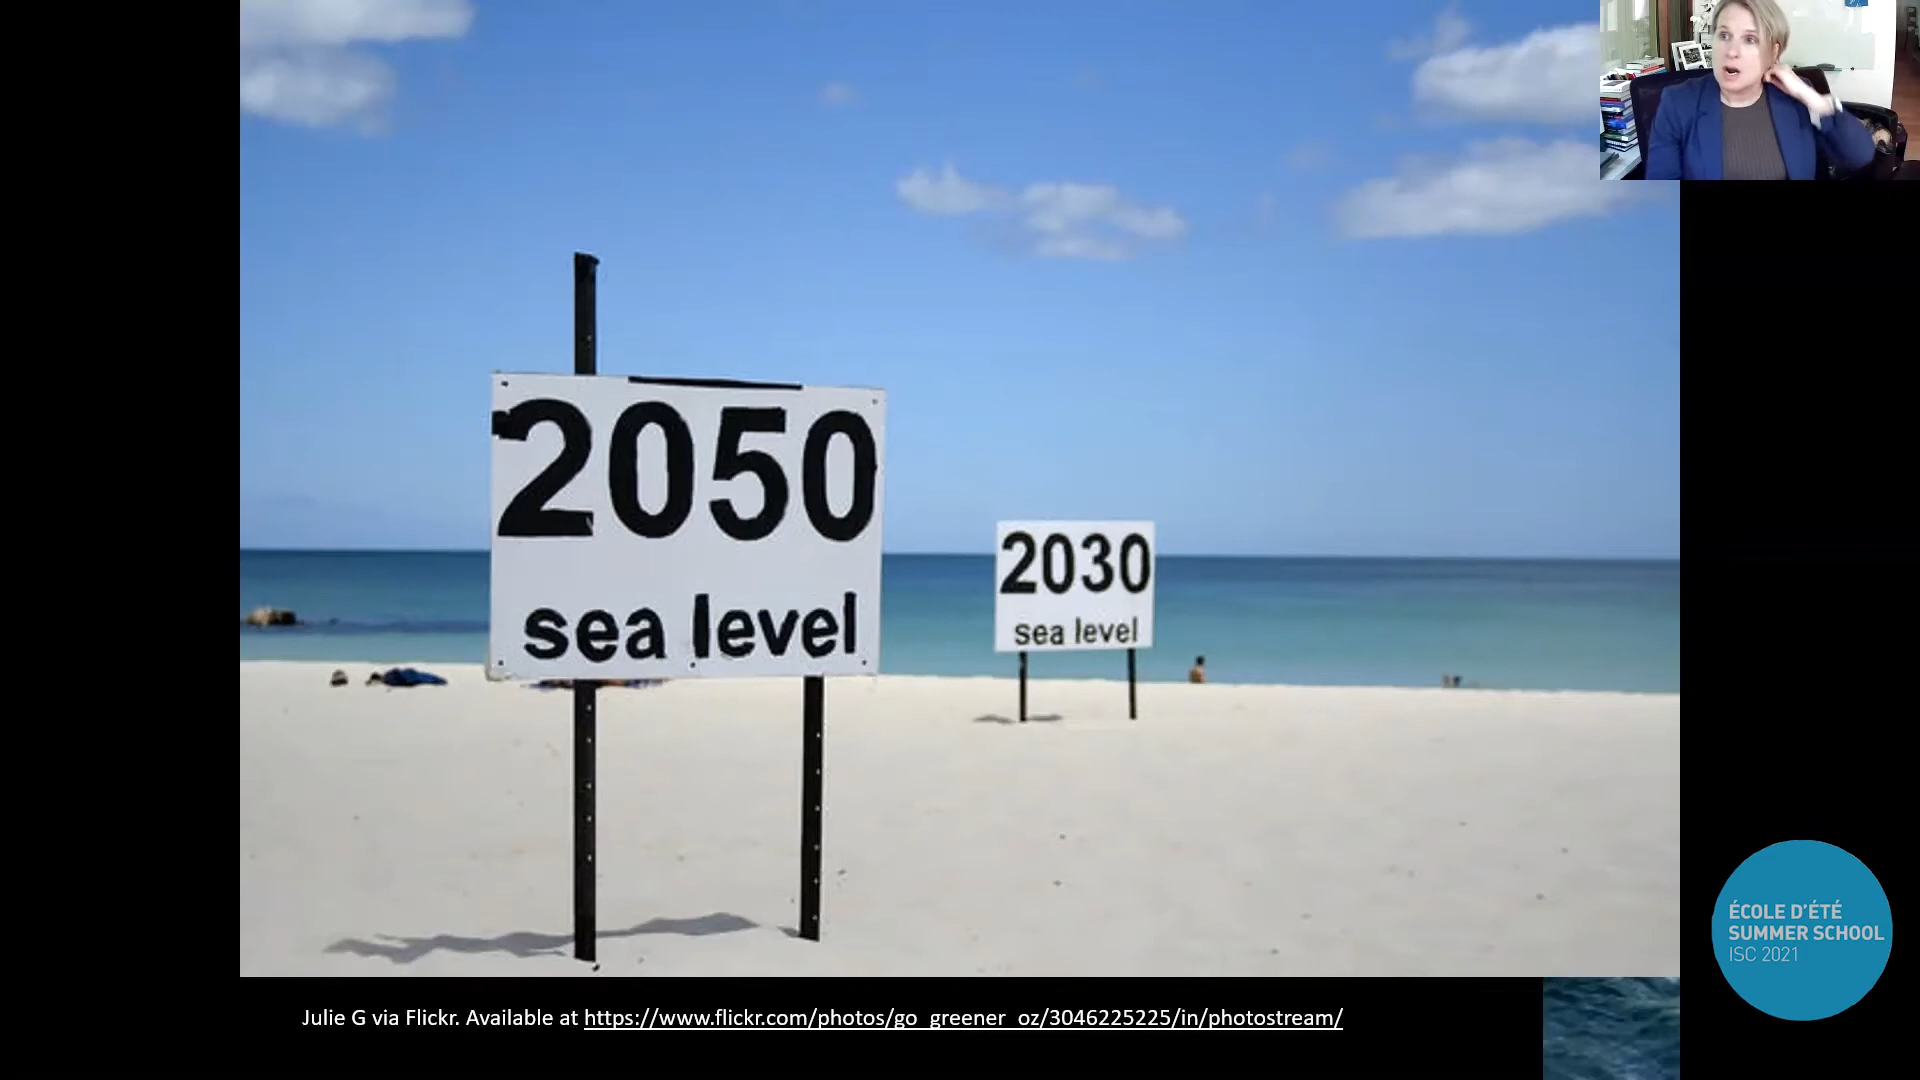 2050
sea level
2030
sea level
ÉCOLE D'ÉTÉ
SUMMER SCHOOL
ISC 2021
Julie G via Flickr. Available at https://www.flickr.com/photos/go_greener_oz/3046225225/in/photostream/